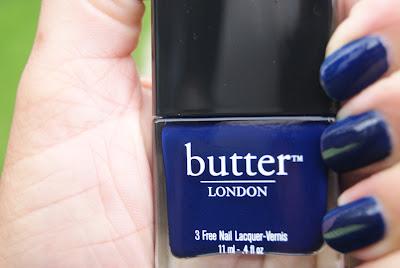 butter™
LONDON
3 Free Nail Lacquer-Vernis
11 ml - .4 fl oz